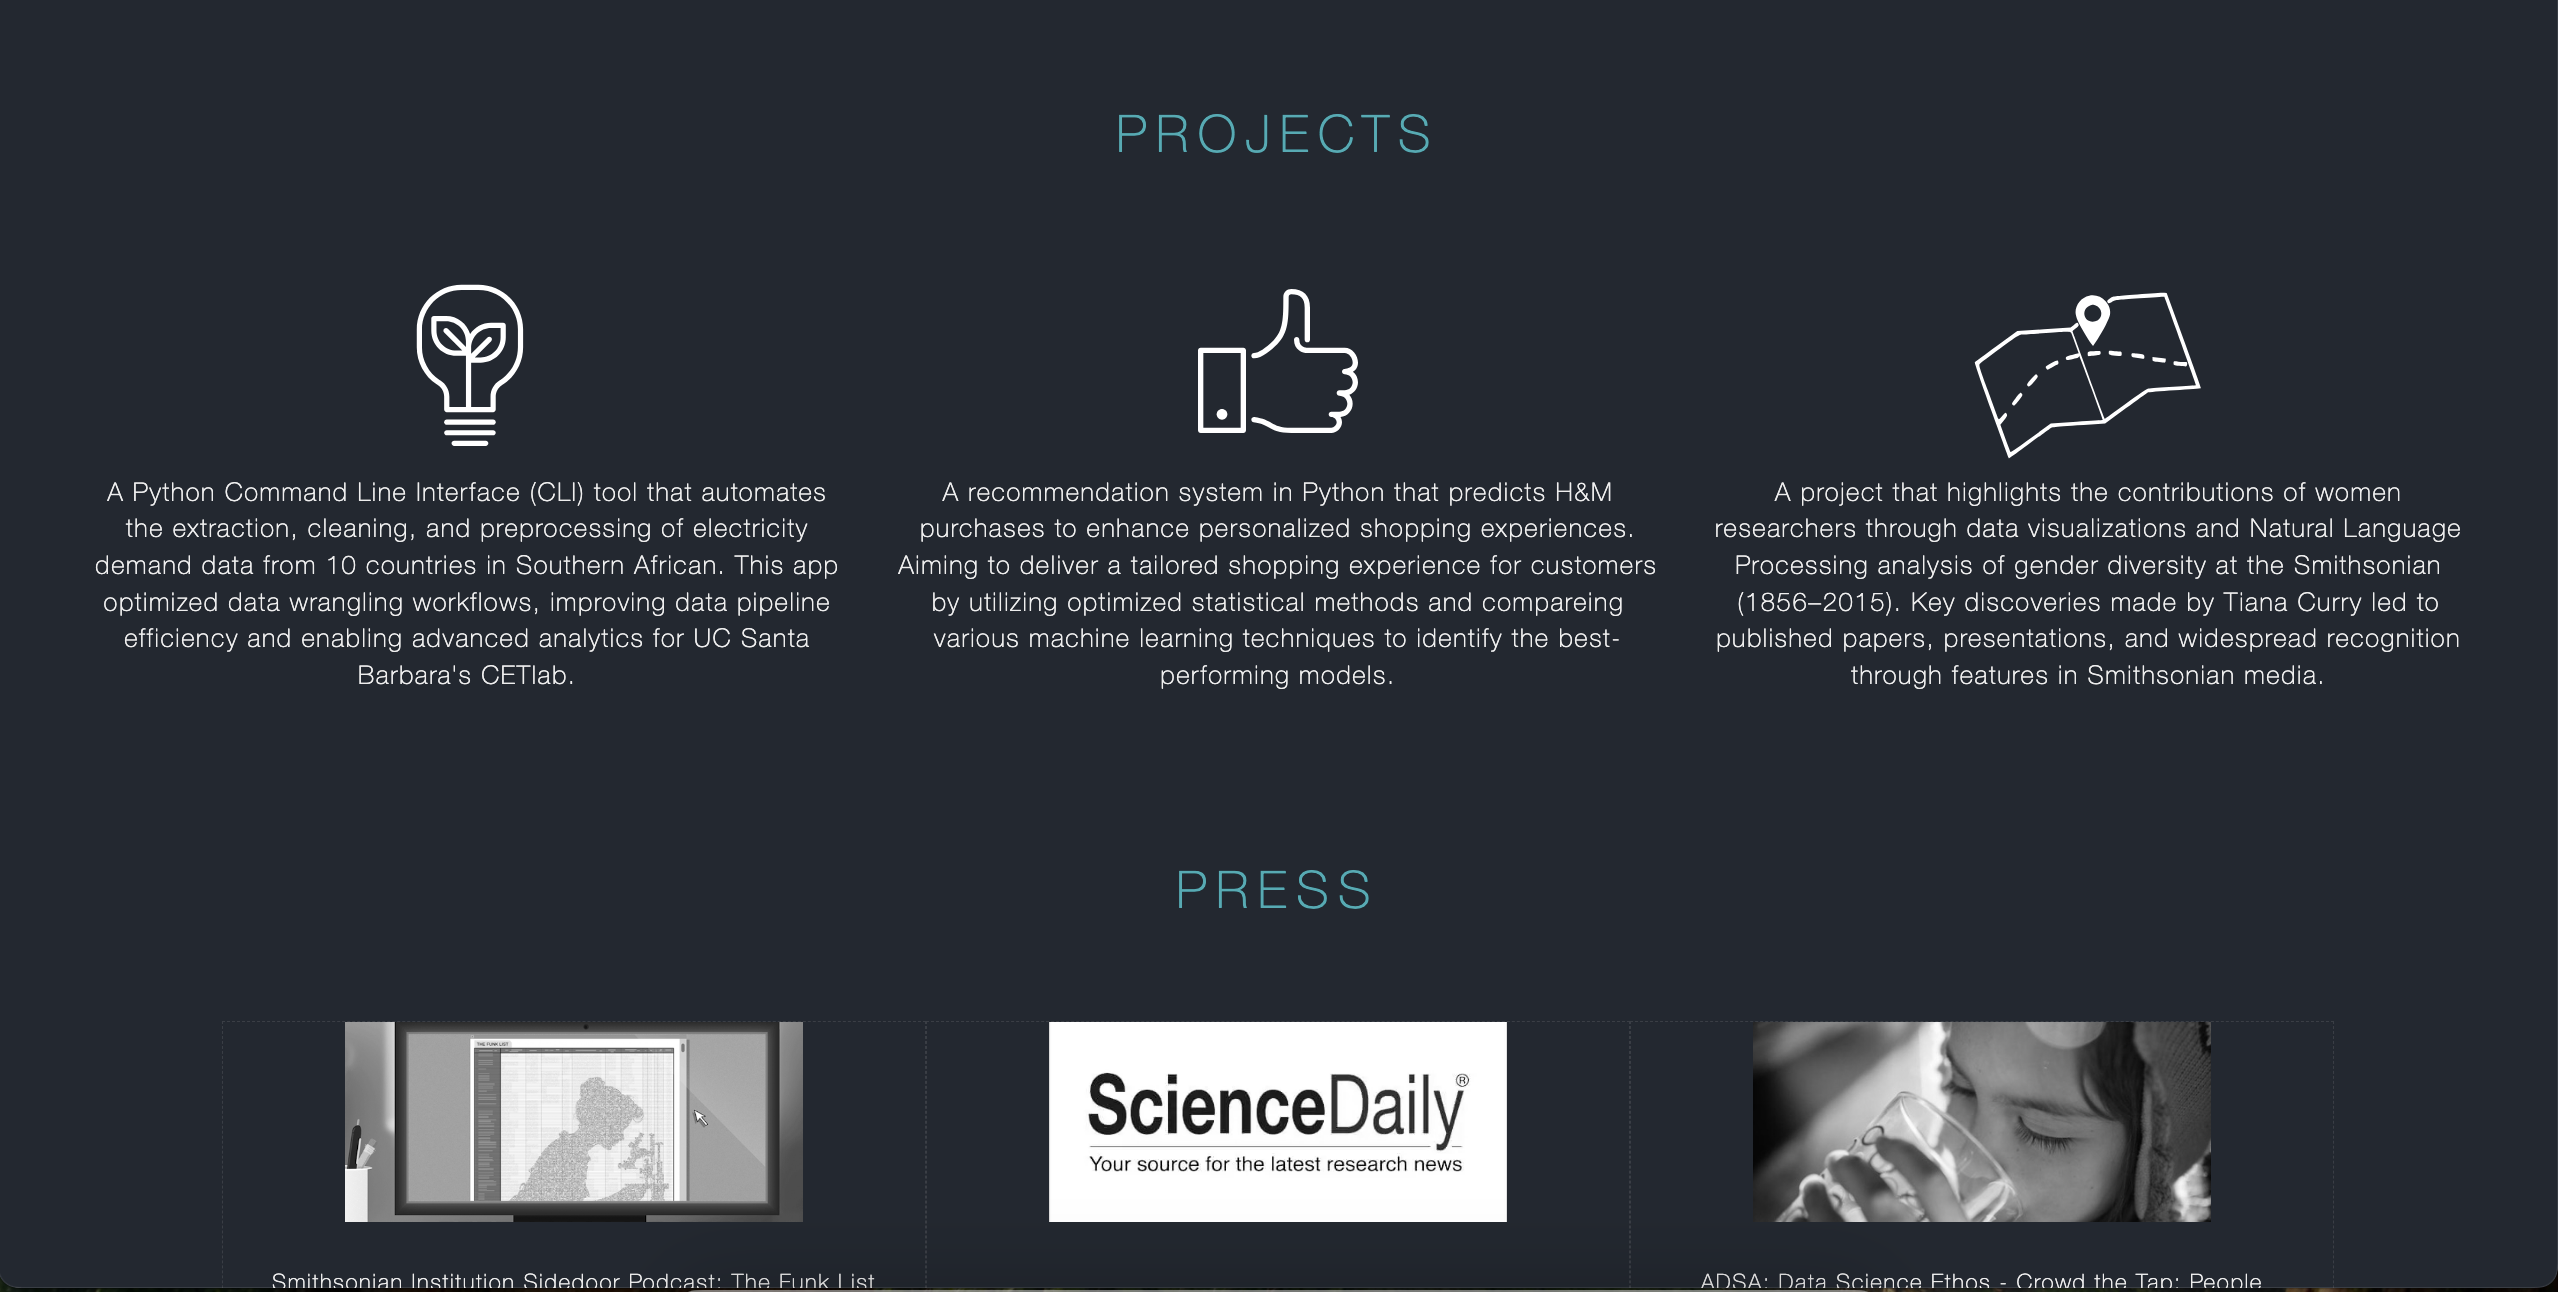 PROJECTS
A Python Command Line Interface (CLI) tool that automates
the extraction, cleaning, and preprocessing of electricity
demand data from 10 countries in Southern African. This app
optimized data wrangling workflows, improving data pipeline
efficiency and enabling advanced analytics for UC Santa
Barbara's CETlab.
A recommendation system in Python that predicts H&M
purchases to enhance personalized shopping experiences.
Aiming to deliver a tailored shopping experience for customers
by utilizing optimized statistical methods and compareing
various machine learning techniques to identify the best-
performing models.
A project that highlights the contributions of women
researchers through data visualizations and Natural Language
Processing analysis of gender diversity at the Smithsonian
(1856–2015). Key discoveries made by Tiana Curry led to
published papers, presentations, and widespread recognition
through features in Smithsonian media.
PRESS
THE FUNK LIST
ScienceDaily®
Your source for the latest research news
Smithsonian Institution Sidedoor Podcast: The Funk List
ADSA: Data Science Ethos - Crowd the Tap: People